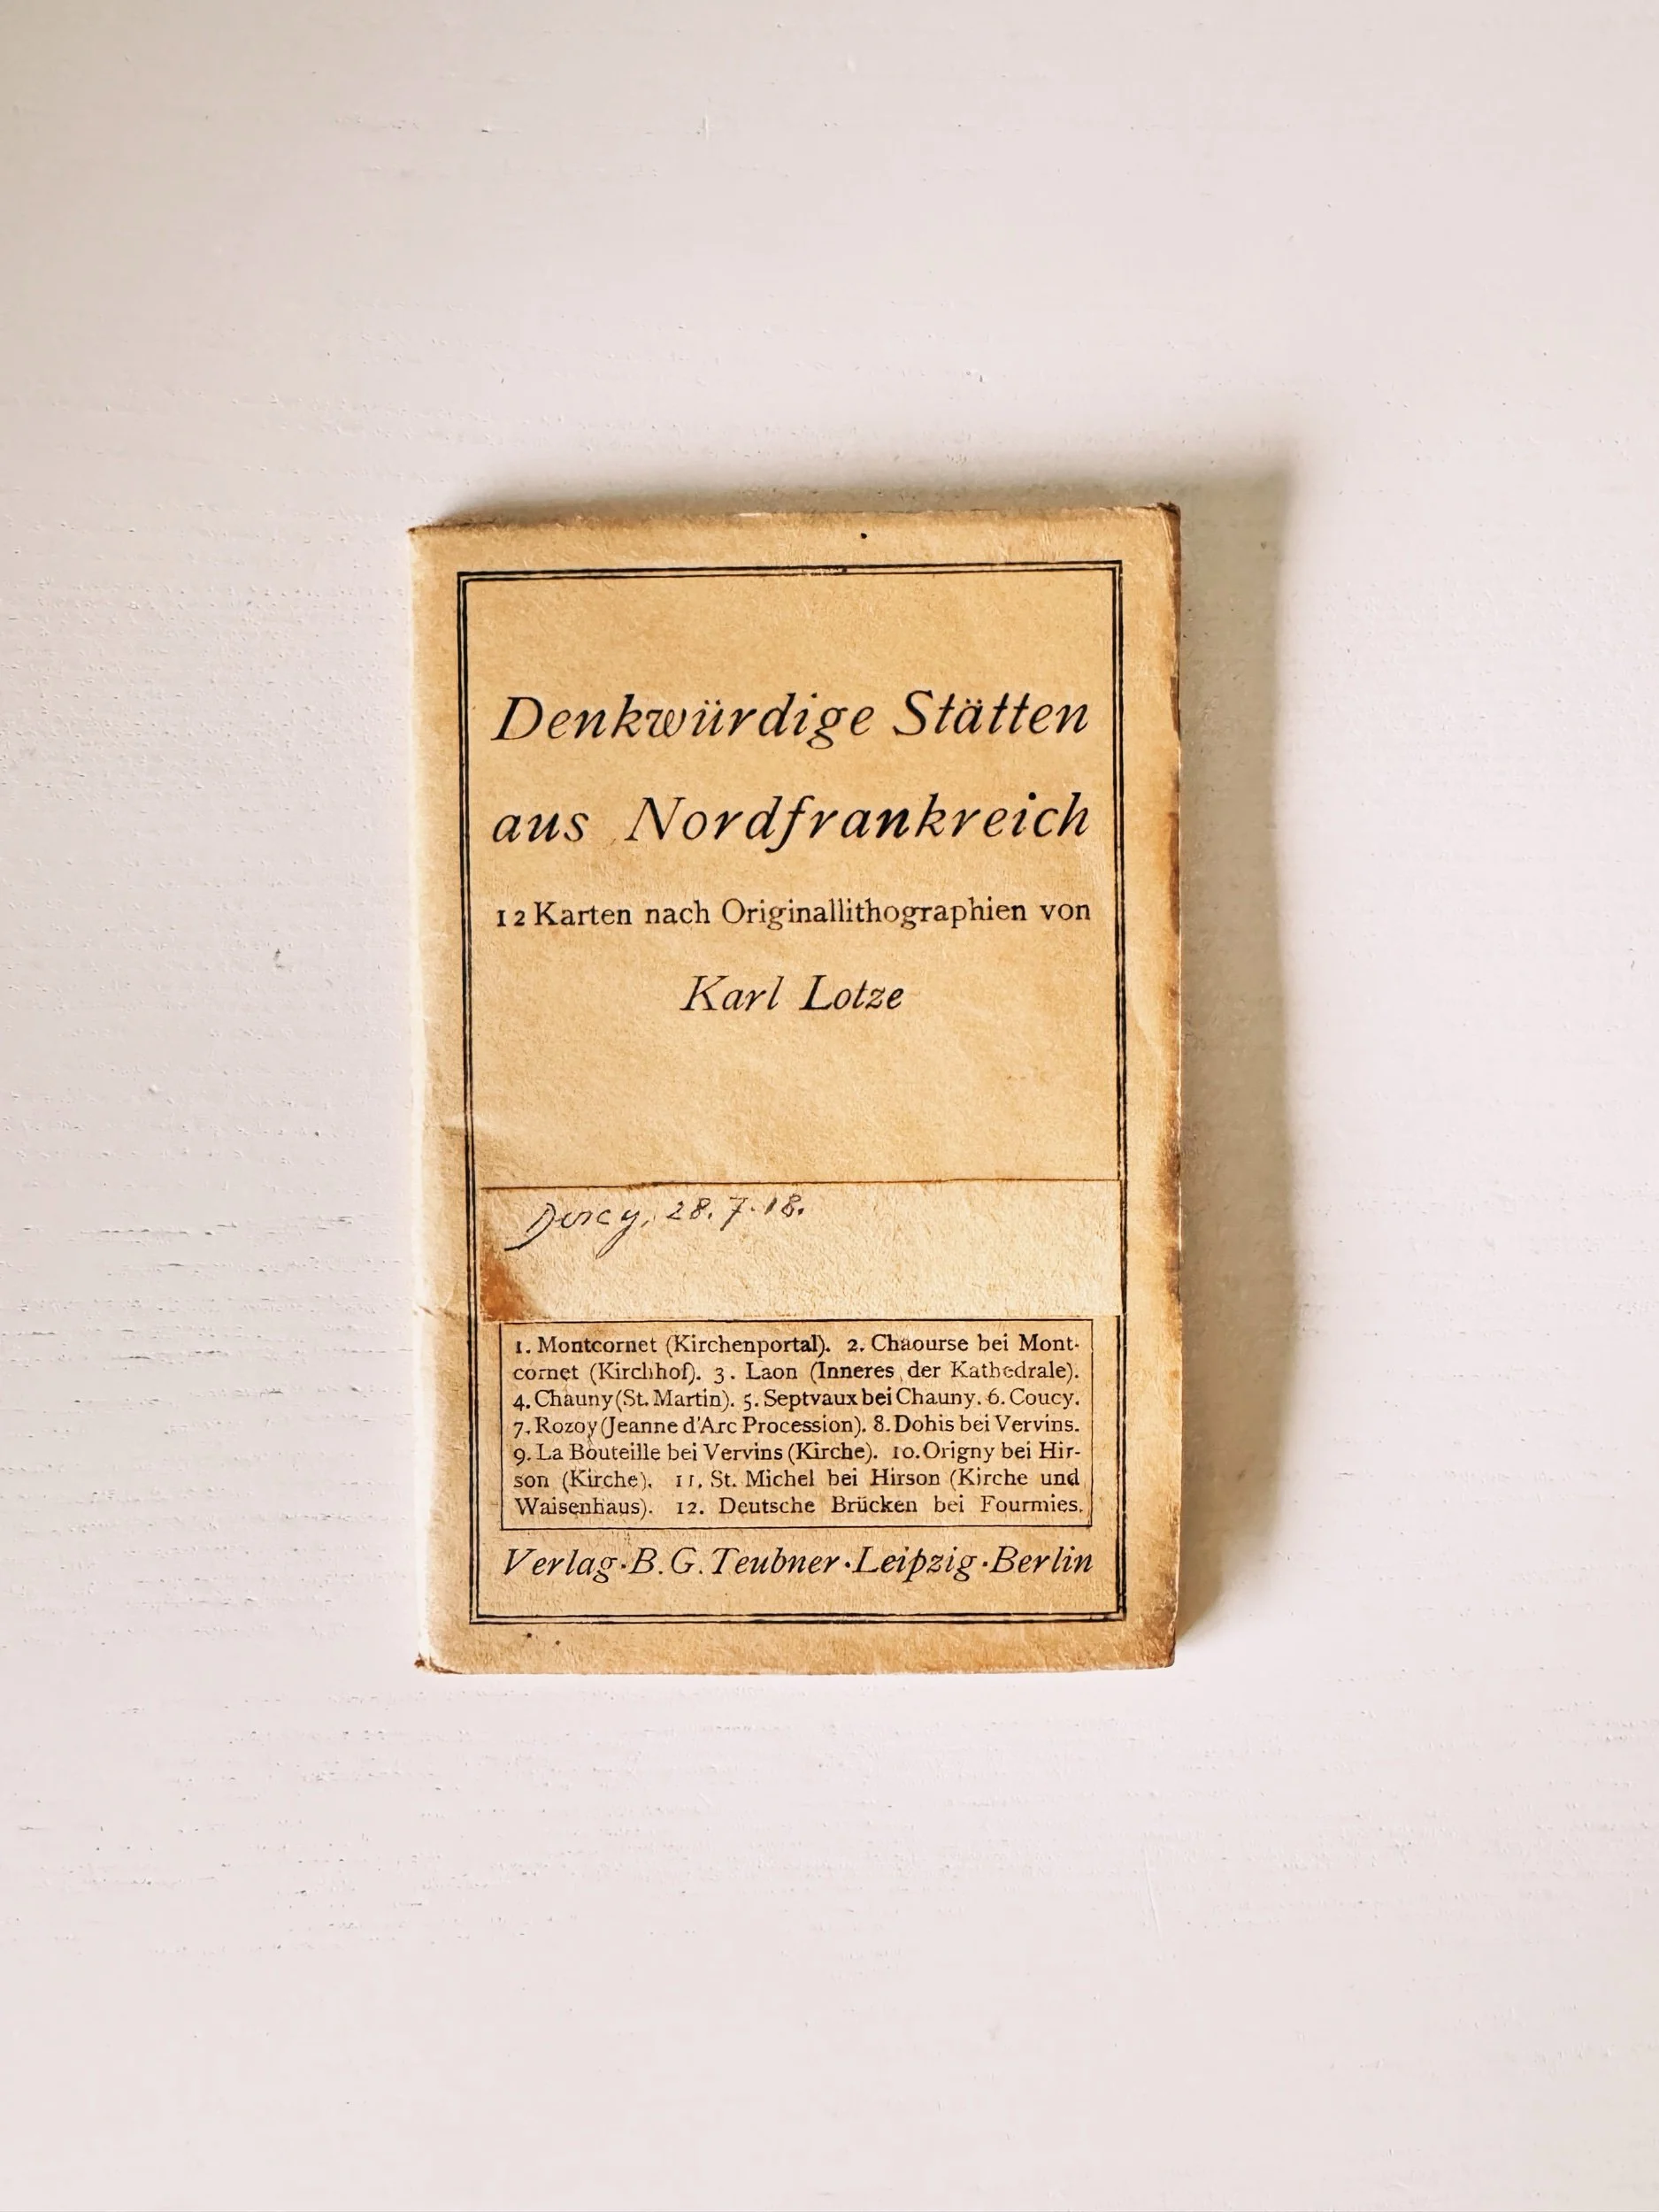 Denkwürdige Stätten
aus Nordfrankreich
12 Karten nach Originallithographien von
Karl Lotze
Dercy, 28.7.18.
1. Montcornet (Kirchenportal). 2. Chaourse bei Mont-
cornet (Kirchhof). 3. Laon (Inneres der Kathedrale).
4. Chauny (St. Martin). 5. Septvaux bei Chauny. 6. Coucy.
7. Rozoy (Jeanne d'Arc Procession). 8. Dohis bei Vervins.
9. La Bouteille bei Vervins (Kirche). 10. Origny bei Hir-
son (Kirche). 11. St. Michel bei Hirson (Kirche und
Waisenhaus). 12. Deutsche Brücken bei Fourmies.
Verlag·B.G.Teubner·Leipzig·Berlin